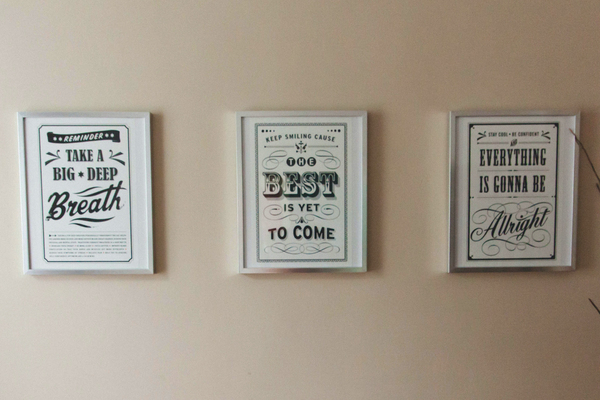 REMINDER
TAKE A
BIG DEEP
Breath
KEEP SMILING CAUSE
THE
BEST
IS YET
TO COME
STAY COOL • BE CONFIDENT
AND
EVERYTHING
IS GONNA BE
Allright